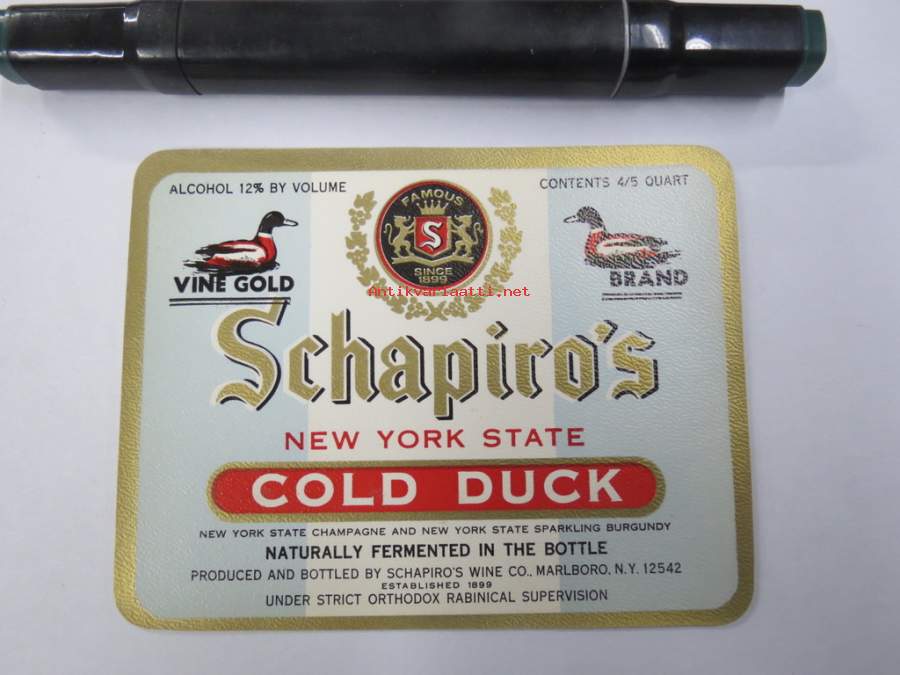 ALCOHOL 12% BY VOLUME
CONTENTS 4/5 QUART
FAMOUS
S
SINCE
1899
VINE GOLD
BRAND
Antikvariaatti.net
Schapiro's
NEW YORK STATE
COLD DUCK
NEW YORK STATE CHAMPAGNE AND NEW YORK STATE SPARKLING BURGUNDY
NATURALLY FERMENTED IN THE BOTTLE
PRODUCED AND BOTTLED BY SCHAPIRO'S WINE CO., MARLBORO, N.Y. 12542
ESTABLISHED 1899
UNDER STRICT ORTHODOX RABINICAL SUPERVISION